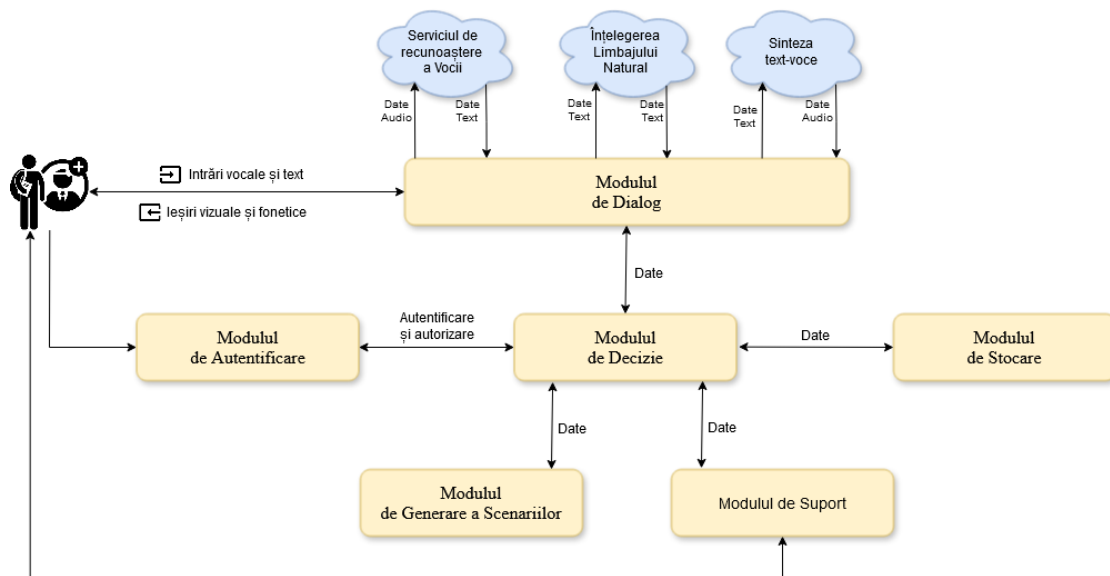 Serviciul de
recunoaștere
a Vocii
Înțelegerea
Limbajului
Natural
Sinteza
text-voce
Date
Audio
Date
Text
Date
Text
Date
Text
Date
Text
Date
Audio
Intrări vocale și text
Ieșiri vizuale și fonetice
Modulul
de Dialog
Date
Modulul
de Autentificare
Autentificare
și autorizare
Modulul
de Decizie
Date
Modulul
de Stocare
Date
Date
Modulul
de Generare a Scenariilor
Modulul de Suport